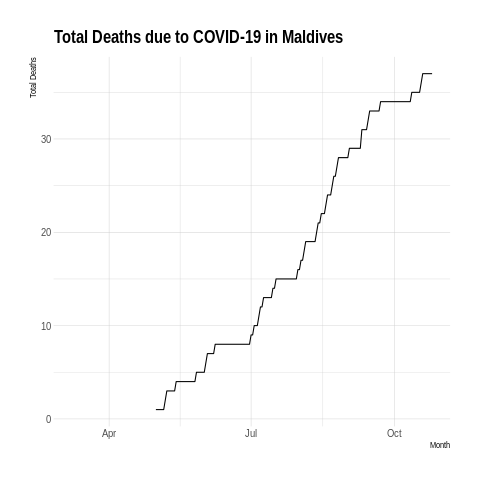 Total Deaths due to COVID-19 in Maldives
Total Deaths
30
20
10
0
Apr Jul Oct
Month